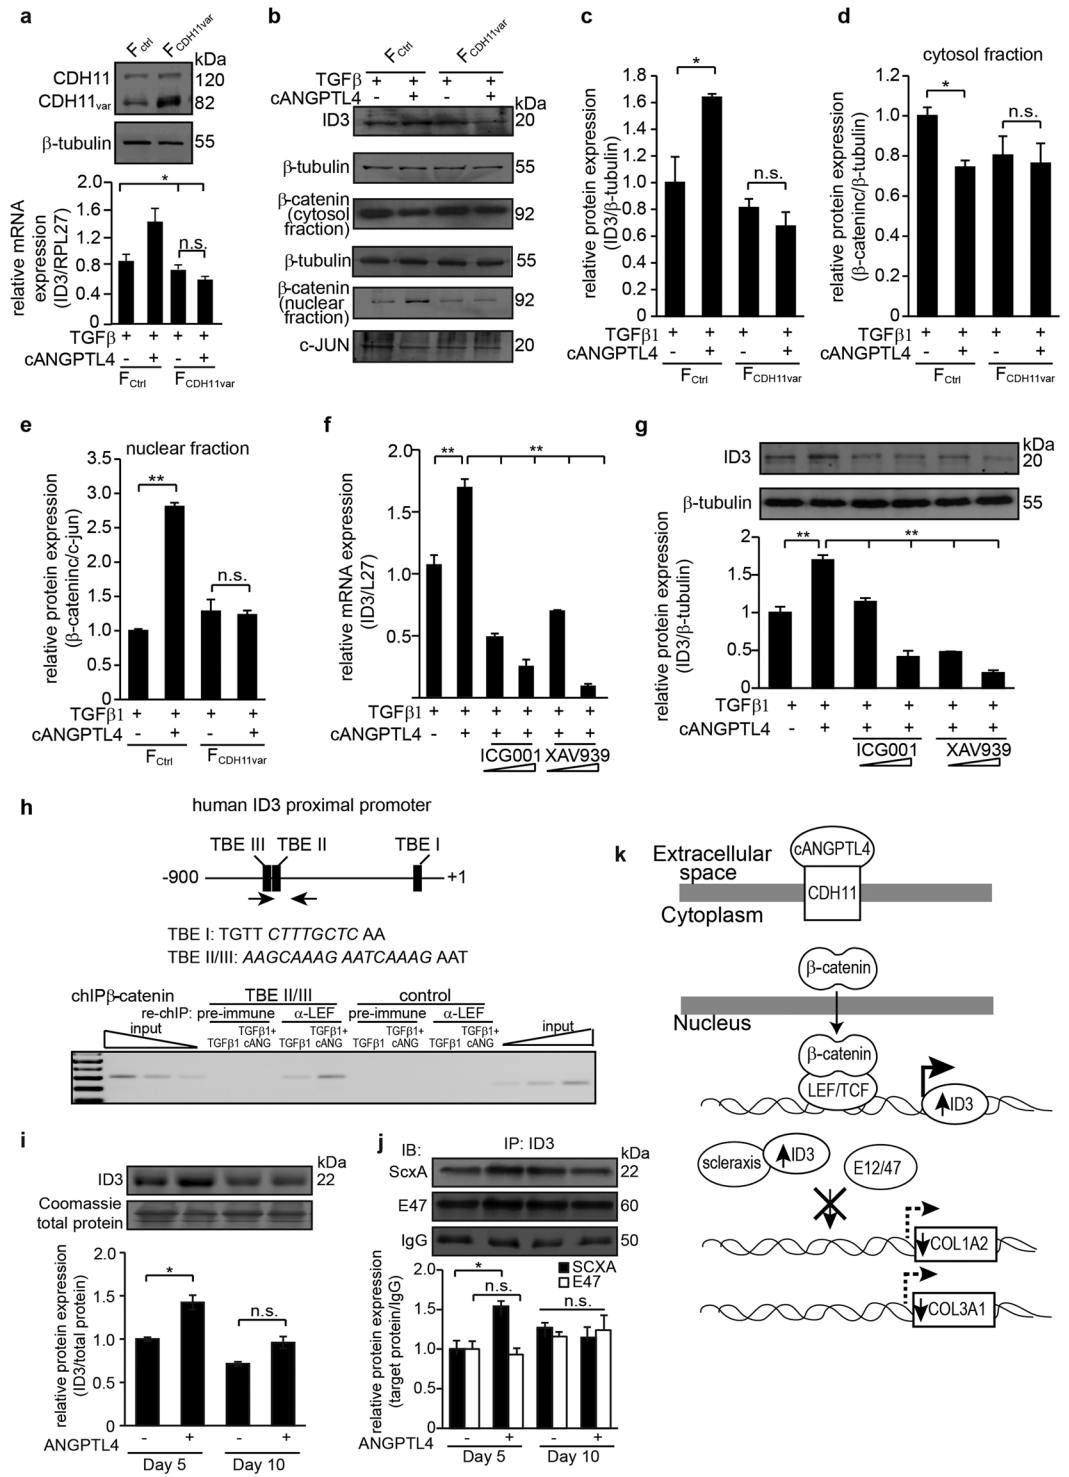 a
F Ctrl
F CDH11var
kDa
CDH11
120
CDH11var
82
β-tubulin
55
relative mRNA
expression
(ID3/RPL27)
2.0
1.6
1.2
0.8
0.4
0
*
n.s.
TGFβ + + + +
cANGPTL4 - + - +
FCtrl FCDH11var
b
FCtrl
FCDH11var
TGFβ + + + +
cANGPTL4 - + - +
kDa
ID3 20
β-tubulin 55
β-catenin
(cytosol
fraction)
92
β-tubulin 55
β-catenin
(nuclear
fraction)
92
c-JUN 20
c
relative protein expression
(ID3/β-tubulin)
1.8
1.6
1.4
1.2
1.0
0.8
0.6
0.4
0.2
0
*
n.s.
TGFβ1 + + + +
cANGPTL4 - + - +
FCtrl FCDH11var
d
cytosol fraction
relative protein expression
(β-cateninc/β-tubulin)
1.2
1.0
0.8
0.6
0.4
0.2
0
*
n.s.
TGFβ1 + + + +
cANGPTL4 - + - +
FCtrl FCDH11var
e
nuclear fraction
relative protein expression
(β-cateninc/c-jun)
3.5
3.0
2.5
2.0
1.5
1.0
0.5
0
**
n.s.
TGFβ1 + + + +
cANGPTL4 - + - +
FCtrl FCDH11var
f
relative mRNA expression
(ID3/L27)
2.0
1.5
1.0
0.5
** **
TGFβ1 + + + + + +
cANGPTL4 - + + + + +
ICG001 XAV939
g
kDa
ID3 20
β-tubulin 55
relative protein expression
(ID3/β-tubulin)
2
1.5
1
0.5
0
** **
TGFβ1 + + + + + +
cANGPTL4 - + + + + +
ICG001 XAV939
h
human ID3 proximal promoter
TBE III TBE II TBE I
-900 +1
TBE I: TGTT CTTTGCTC AA
TBE II/III: AAGCAAAG AATCAAAG AAT
chIPβ-catenin TBE II/III control
re-chIP: pre-immune α-LEF pre-immune α-LEF
input input
TGFβ1+ TGFβ1+ TGFβ1+ TGFβ1+
TGFβ1 cANG TGFβ1 cANG TGFβ1 cANG TGFβ1 cANG
i
kDa
ID3 22
Coomassie
total protein
relative protein expression
(ID3/total protein)
2.0
1.5
1.0
0.5
0
*
n.s.
ANGPTL4 - + - +
Day 5 Day 10
j
IB: IP: ID3
kDa
ScxA 22
E47 60
IgG 50
relative protein expression
(target protein/IgG)
2.0
1.5
1.0
0.5
0
SCXA
E47
*
n.s.
n.s.
ANGPTL4 - + - +
Day 5 Day 10
k
cANGPTL4
Extracellular
space
CDH11
Cytoplasm
β-catenin
Nucleus
β-catenin
LEF/TCF
ID3
scleraxis
ID3
E12/47
COL1A2
COL3A1